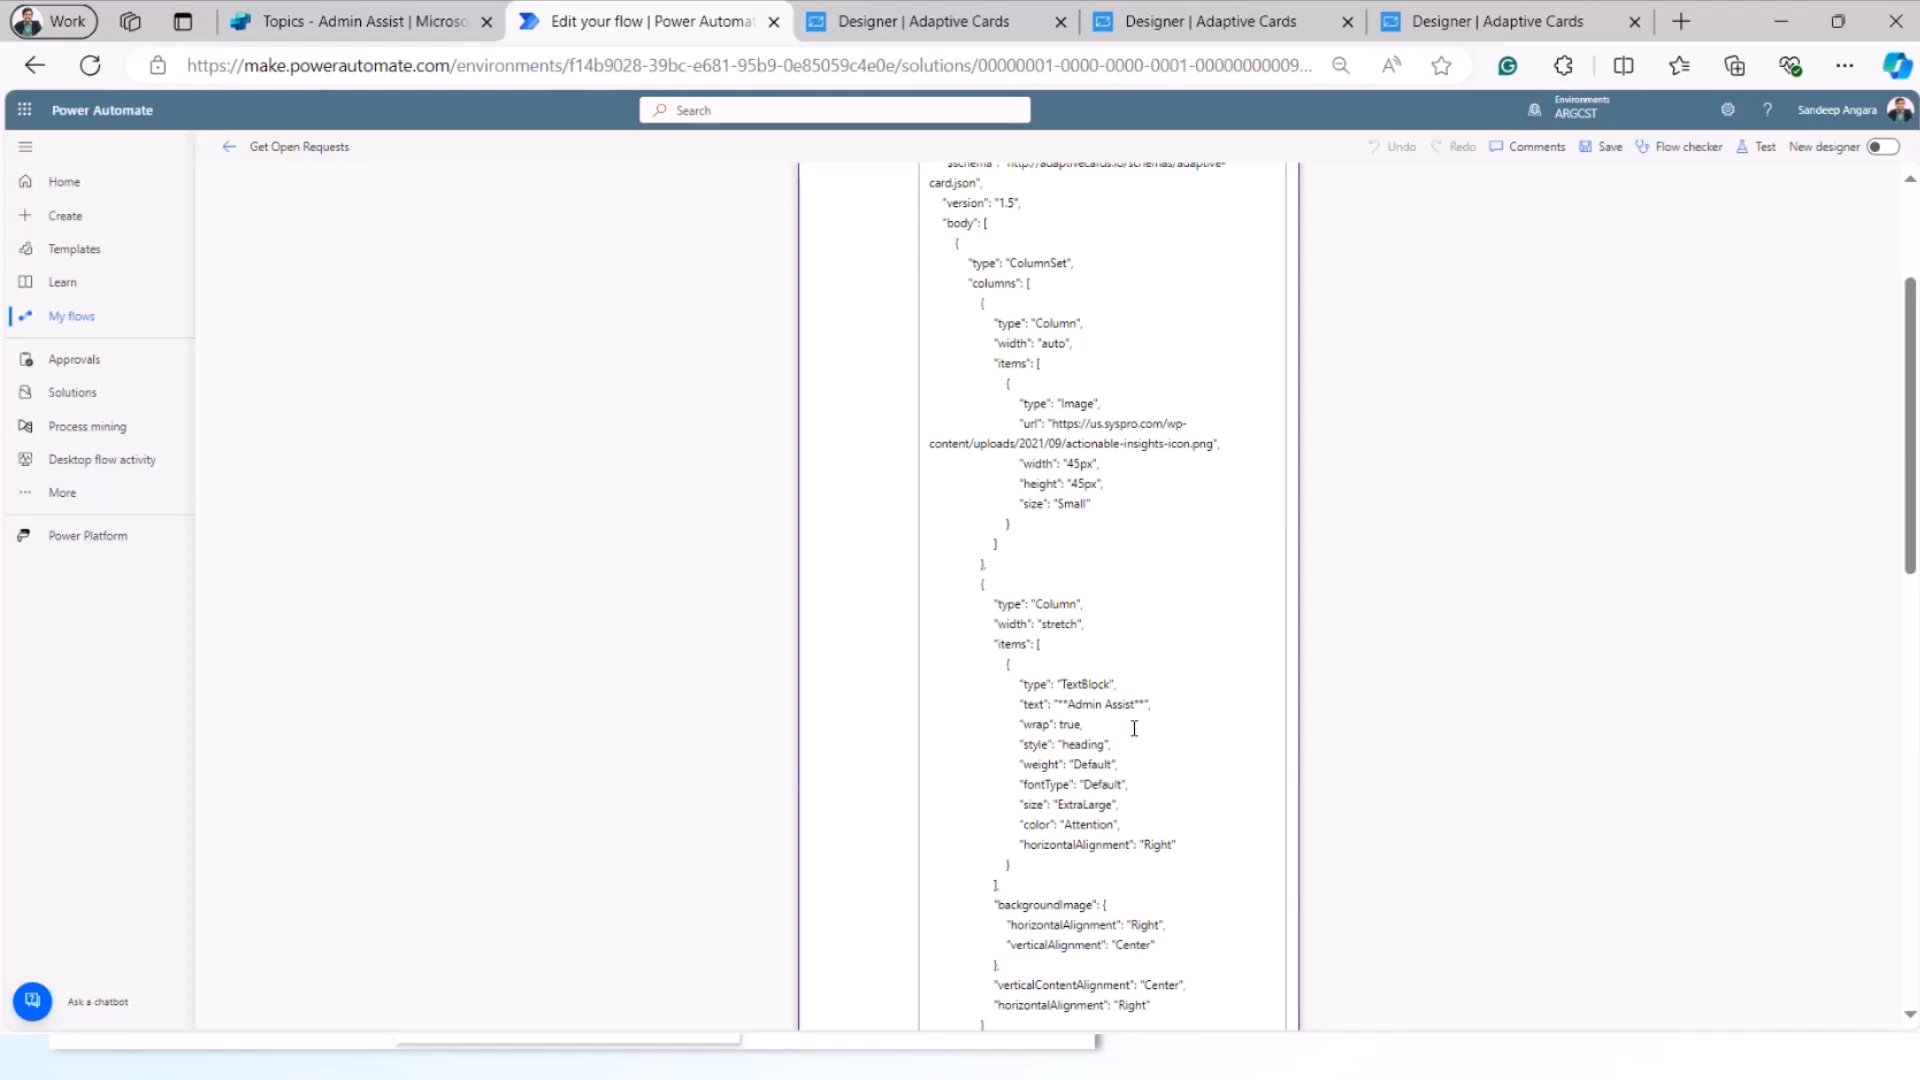 Work
Topics - Admin Assist | Microso
Edit your flow | Power Automat
Designer | Adaptive Cards
Designer | Adaptive Cards
Designer | Adaptive Cards
https://make.powerautomate.com/environments/f14b9028-39bc-e681-95b9-0e85059c4e0e/solutions/00000001-0000-0000-0001-00000000009...
Power Automate
Search
Environments
ARGCST
Sandeep Angara
Get Open Requests
Undo
Redo
Comments
Save
Flow checker
Test
New designer
Home
Create
Templates
Learn
My flows
Approvals
Solutions
Process mining
Desktop flow activity
More
Power Platform
Ask a chatbot
"$schema": "http://adaptivecards.io/schemas/adaptive-
card.json",
"version": "1.5",
"body": [
{
"type": "ColumnSet",
"columns": [
{
"type": "Column",
"width": "auto",
"items": [
{
"type": "Image",
"url": "https://us.syspro.com/wp-
content/uploads/2021/09/actionable-insights-icon.png",
"width": "45px",
"height": "45px",
"size": "Small"
}
]
},
{
"type": "Column",
"width": "stretch",
"items": [
{
"type": "TextBlock",
"text": "**Admin Assist**",
"wrap": true,
"style": "heading",
"weight": "Default",
"fontType": "Default",
"size": "ExtraLarge",
"color": "Attention",
"horizontalAlignment": "Right"
}
],
"backgroundImage": {
"horizontalAlignment": "Right",
"verticalAlignment": "Center"
},
"verticalContentAlignment": "Center",
"horizontalAlignment": "Right"
}